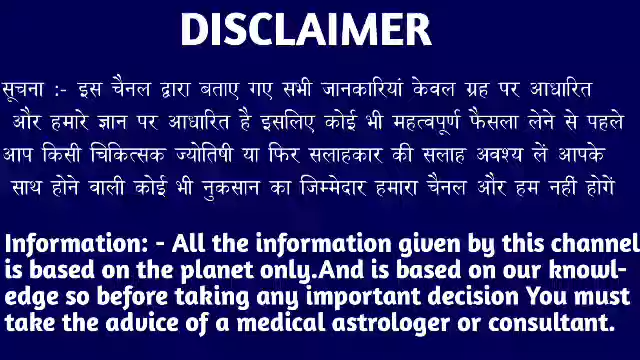 DISCLAIMER
सूचना :- इस चैनल द्वारा बताए गए सभी जानकारियां केवल ग्रह पर आधारित
और हमारे ज्ञान पर आधारित है इसलिए कोई भी महत्वपूर्ण फैसला लेने से पहले
आप किसी चिकित्सक ज्योतिषी या फिर सलाहकार की सलाह अवश्य लें आपके
साथ होने वाली कोई भी नुकसान का जिम्मेदार हमारा चैनल और हम नहीं होगें
Information: - All the information given by this channel
is based on the planet only.And is based on our knowl-
edge so before taking any important decision You must
take the advice of a medical astrologer or consultant.